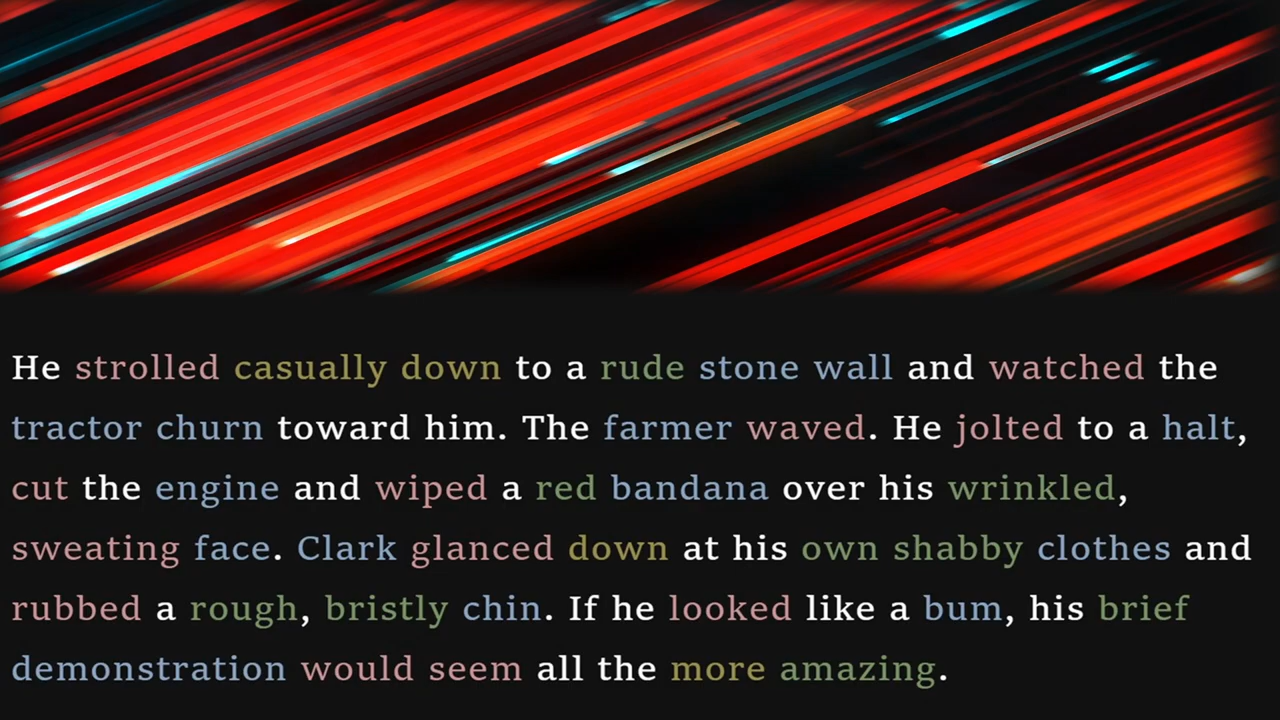 He strolled casually down to a rude stone wall and watched the
tractor churn toward him. The farmer waved. He jolted to a halt,
cut the engine and wiped a red bandana over his wrinkled,
sweating face. Clark glanced down at his own shabby clothes and
rubbed a rough, bristly chin. If he looked like a bum, his brief
demonstration would seem all the more amazing.